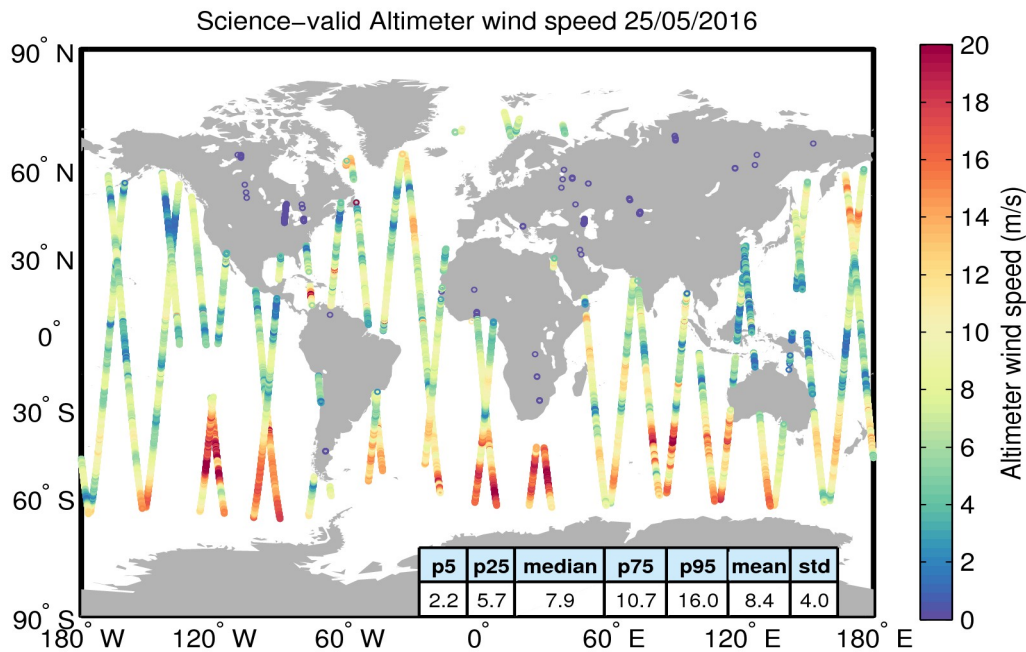 Science−valid Altimeter wind speed 25/05/2016
90° N
60° N
30° N
0°
30° S
60° S
90° S
180° W
120° W
60° W
0°
60° E
120° E
180° E
p5 p25 median p75 p95 mean std
2.2 5.7 7.9 10.7 16.0 8.4 4.0
20
18
16
14
12
10
8
6
4
2
0
Altimeter wind speed (m/s)